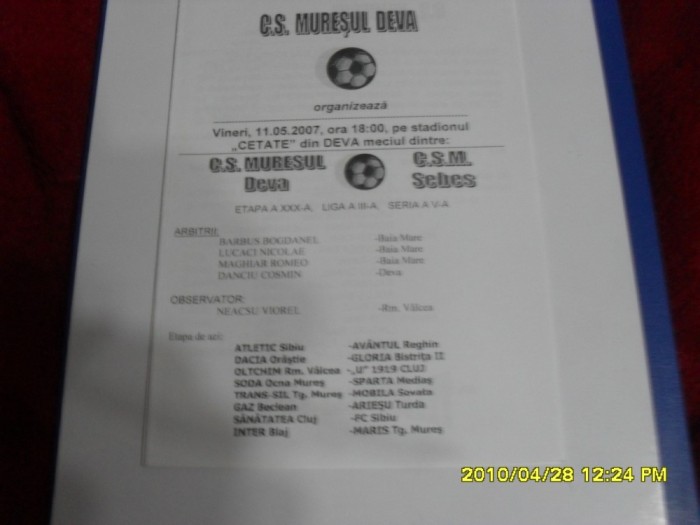 C.S. MUREŞUL DEVA
organizează
Vineri, 11.05.2007, ora 18:00, pe stadionul
„CETATE” din DEVA meciul dintre:
C.S. MURESUL C.S.M.
Deva Sebes
ETAPA A XXX-A, LIGA A III-A, SERIA A V-A
ARBITRII:
BARBUS BOGDANEL -Baia Mare
LUCACI NICOLAE -Baia Mare
MAGHIAR ROMEO -Baia Mare
DANCIU COSMIN -Deva
OBSERVATOR:
NEACSU VIOREL -Rm. Vâlcea
Etapa de azi:
ATLETIC Sibiu -AVÂNTUL Reghin
DACIA Orăştie -GLORIA Bistriţa II
OLTCHIM Rm. Vâlcea -„U” 1919 CLUJ
SODA Ocna Mureş -SPARTA Mediaş
TRANS-SIL Tg. Mureş -MOBILA Sovata
GAZ Beclean -ARIEŞU Turda
SĂNĂTATEA Cluj -FC Sibiu
INTER Blaj -MARIS Tg. Mureş
2010/04/28 12:24 PM